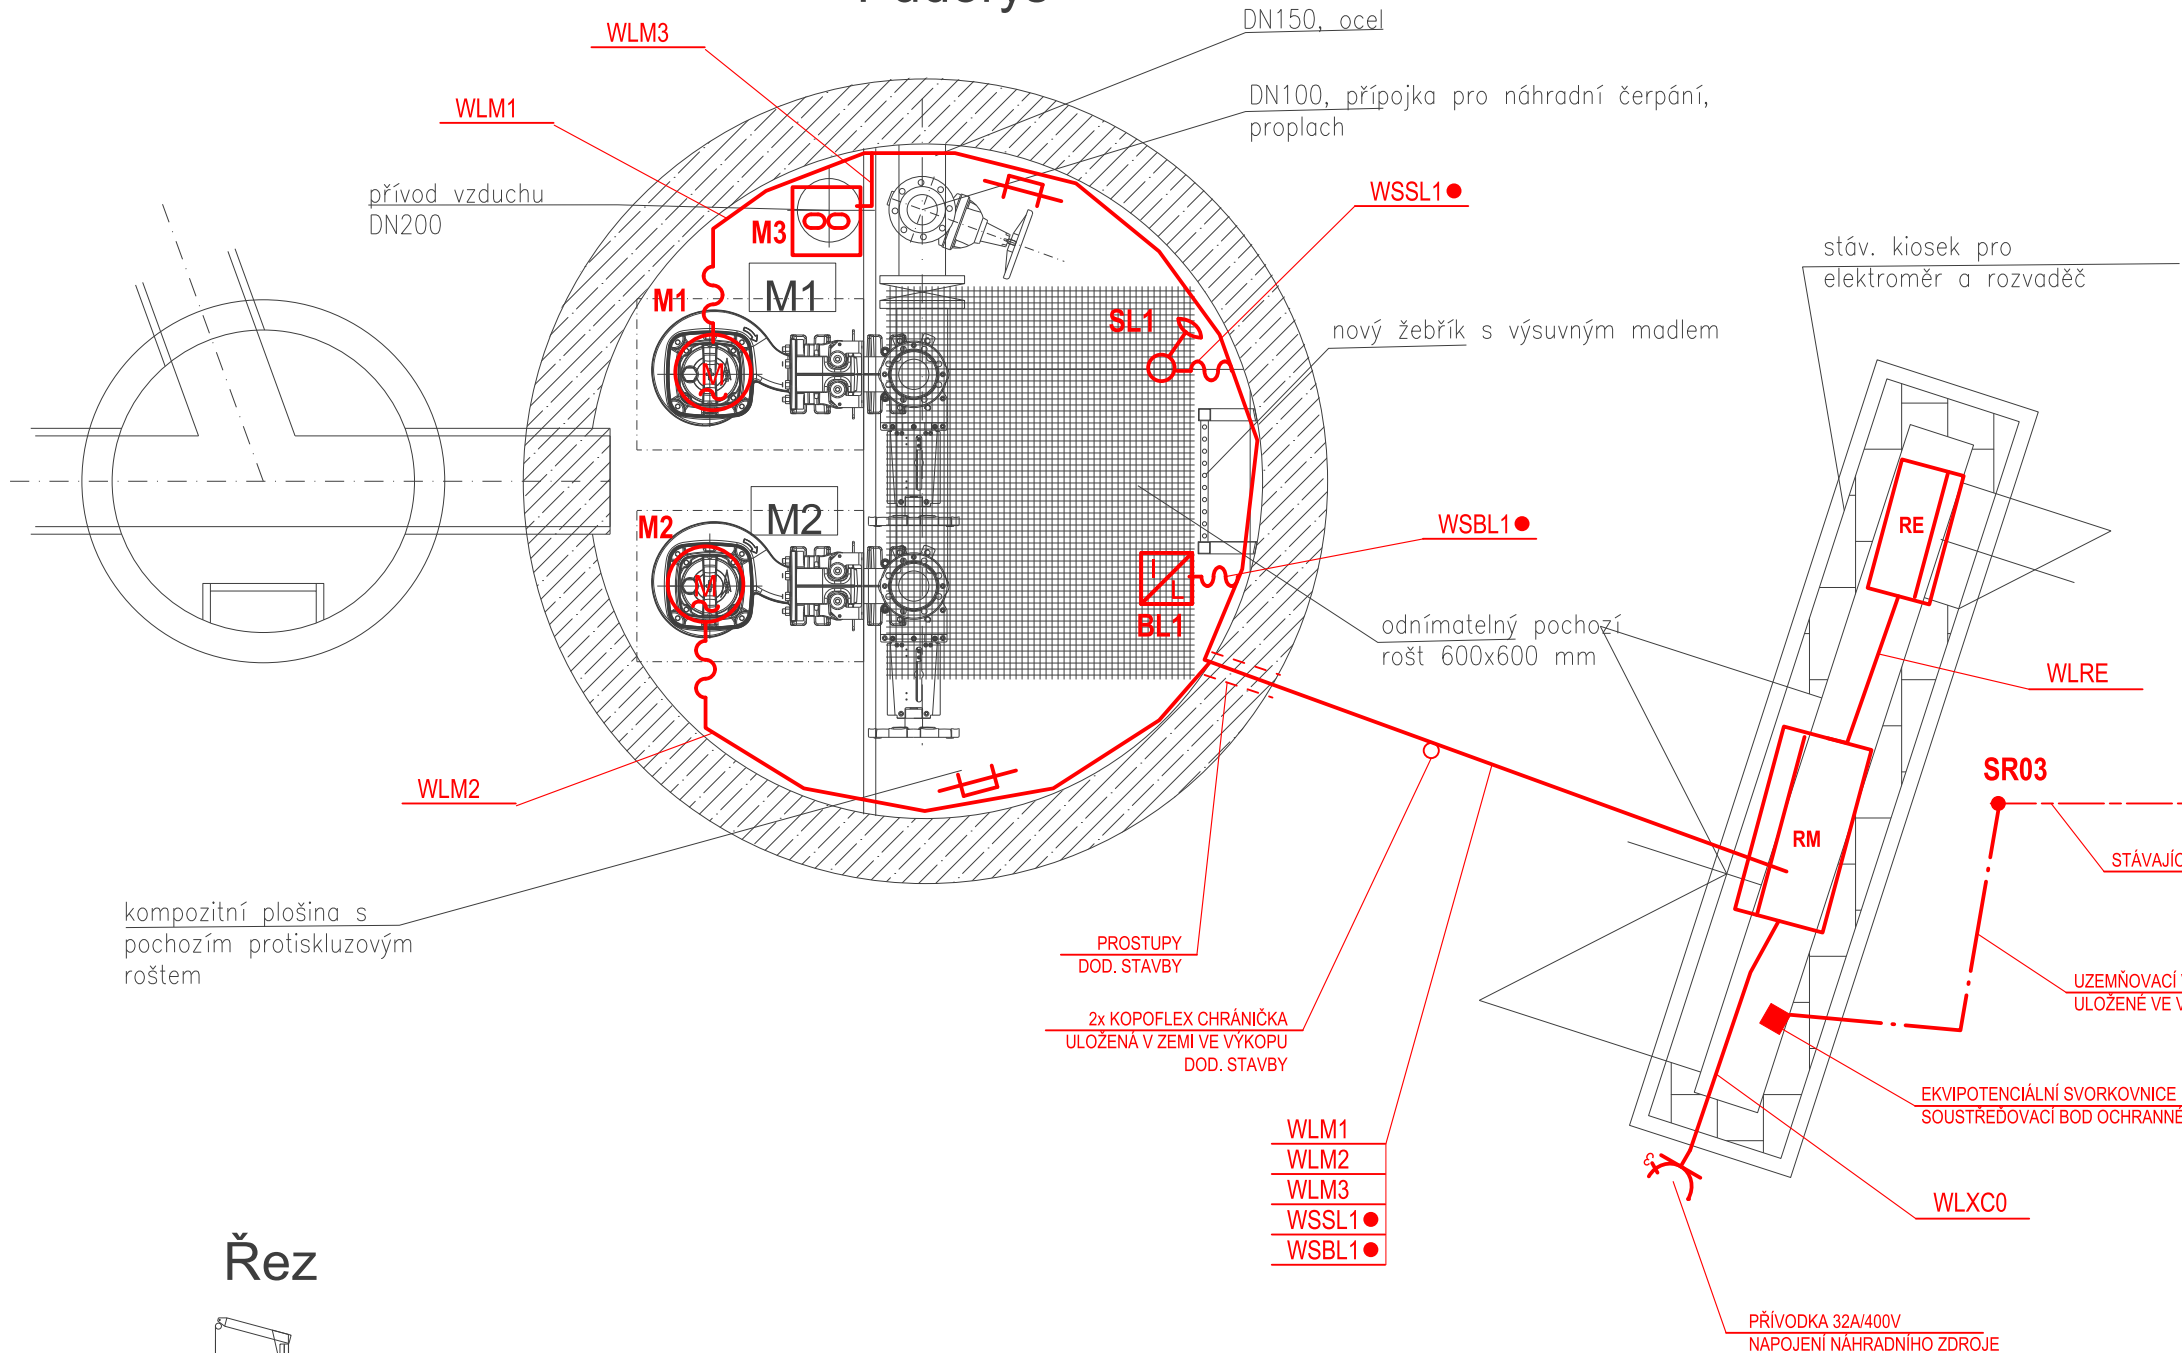 WLM3
DN150, ocel
WLM1
DN100, přípojka pro náhradní čerpání,
proplach
přívod vzduchu
DN200
WSSL1
M3
8
stáv. kiosek pro
elektroměr a rozvaděč
M1
M1
SL1
nový žebřík s výsuvným madlem
M
M2
M2
WSBL1
RE
M
I
L
BL1
odnímatelný pochozí
rošt 600x600 mm
WLRE
WLM2
SR03
RM
STÁVAJÍC
kompozitní plošina s
pochozím protiskluzovým
roštem
PROSTUPY
DOD. STAVBY
UZEMŇOVACÍ
ULOŽENÉ VE V
2x KOPOFLEX CHRÁNIČKA
ULOŽENÁ V ZEMI VE VÝKOPU
DOD. STAVBY
EKVIPOTENCIÁLNÍ SVORKOVNICE
SOUSTŘEĎOVACÍ BOD OCHRANNÉ
WLM1
WLM2
WLM3
WSSL1
WSBL1
3
WLXC0
Řez
PŘÍVODKA 32A/400V
NAPOJENÍ NÁHRADNÍHO ZDROJE